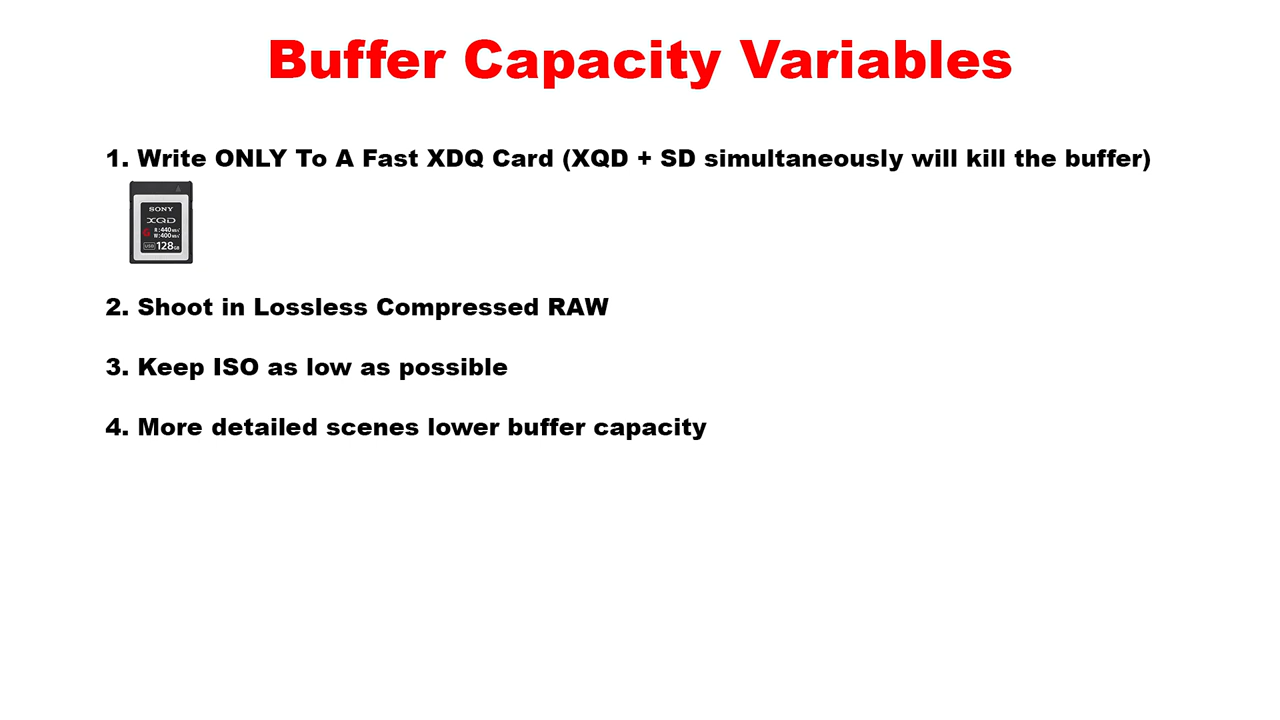 Buffer Capacity Variables
1. Write ONLY To A Fast XDQ Card (XQD + SD simultaneously will kill the buffer)
SONY
XQD
G R:440MB/s
W:400MB/s
USB 128GB
2. Shoot in Lossless Compressed RAW
3. Keep ISO as low as possible
4. More detailed scenes lower buffer capacity